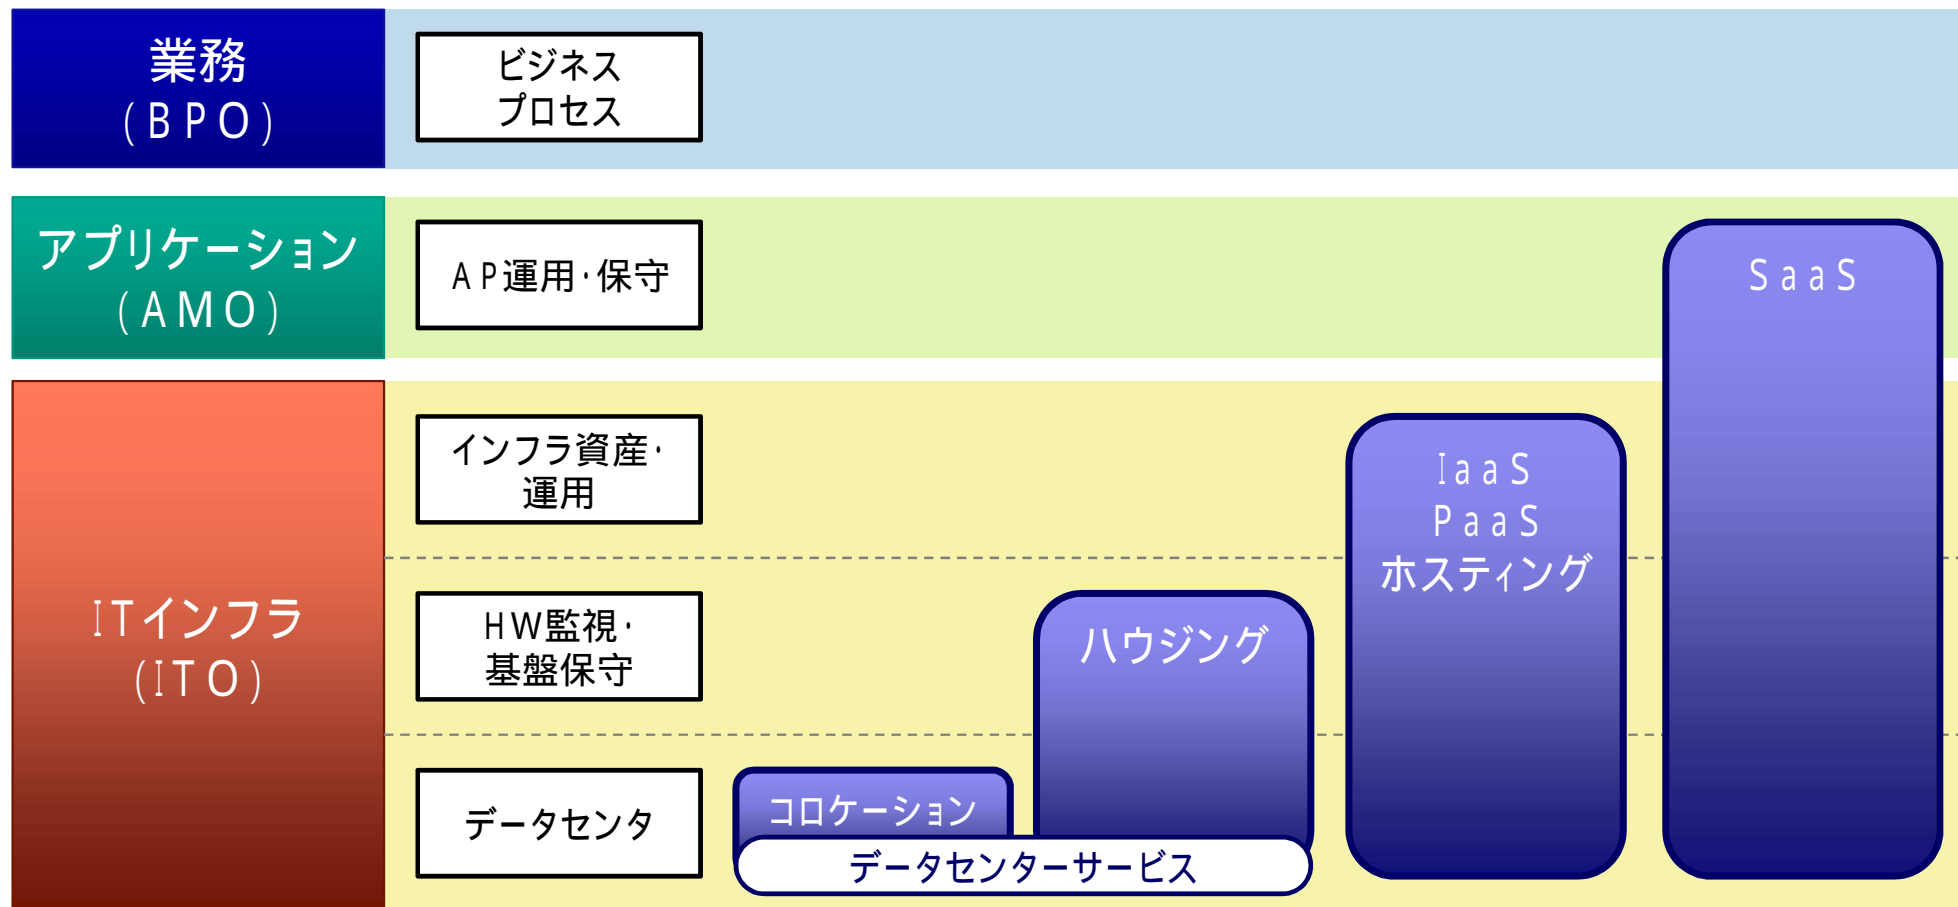 業務
(BPO)
ビジネス
プロセス
アプリケーション
(AMO)
AP運用・保守
SaaS
ITインフラ
(ITO)
インフラ資産・
運用
IaaS
PaaS
ホスティング
HW監視・
基盤保守
ハウジング
データセンタ
コロケーション
データセンターサービス